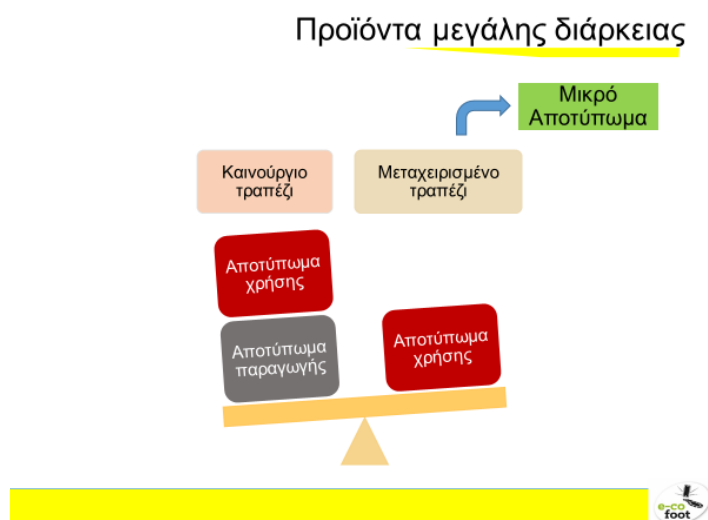 Προϊόντα μεγάλης διάρκειας
Μικρό
Αποτύπωμα
Καινούργιο
τραπέζι
Μεταχειρισμένο
τραπέζι
Αποτύπωμα
χρήσης
Αποτύπωμα
παραγωγής
Αποτύπωμα
χρήσης
e-co
foot